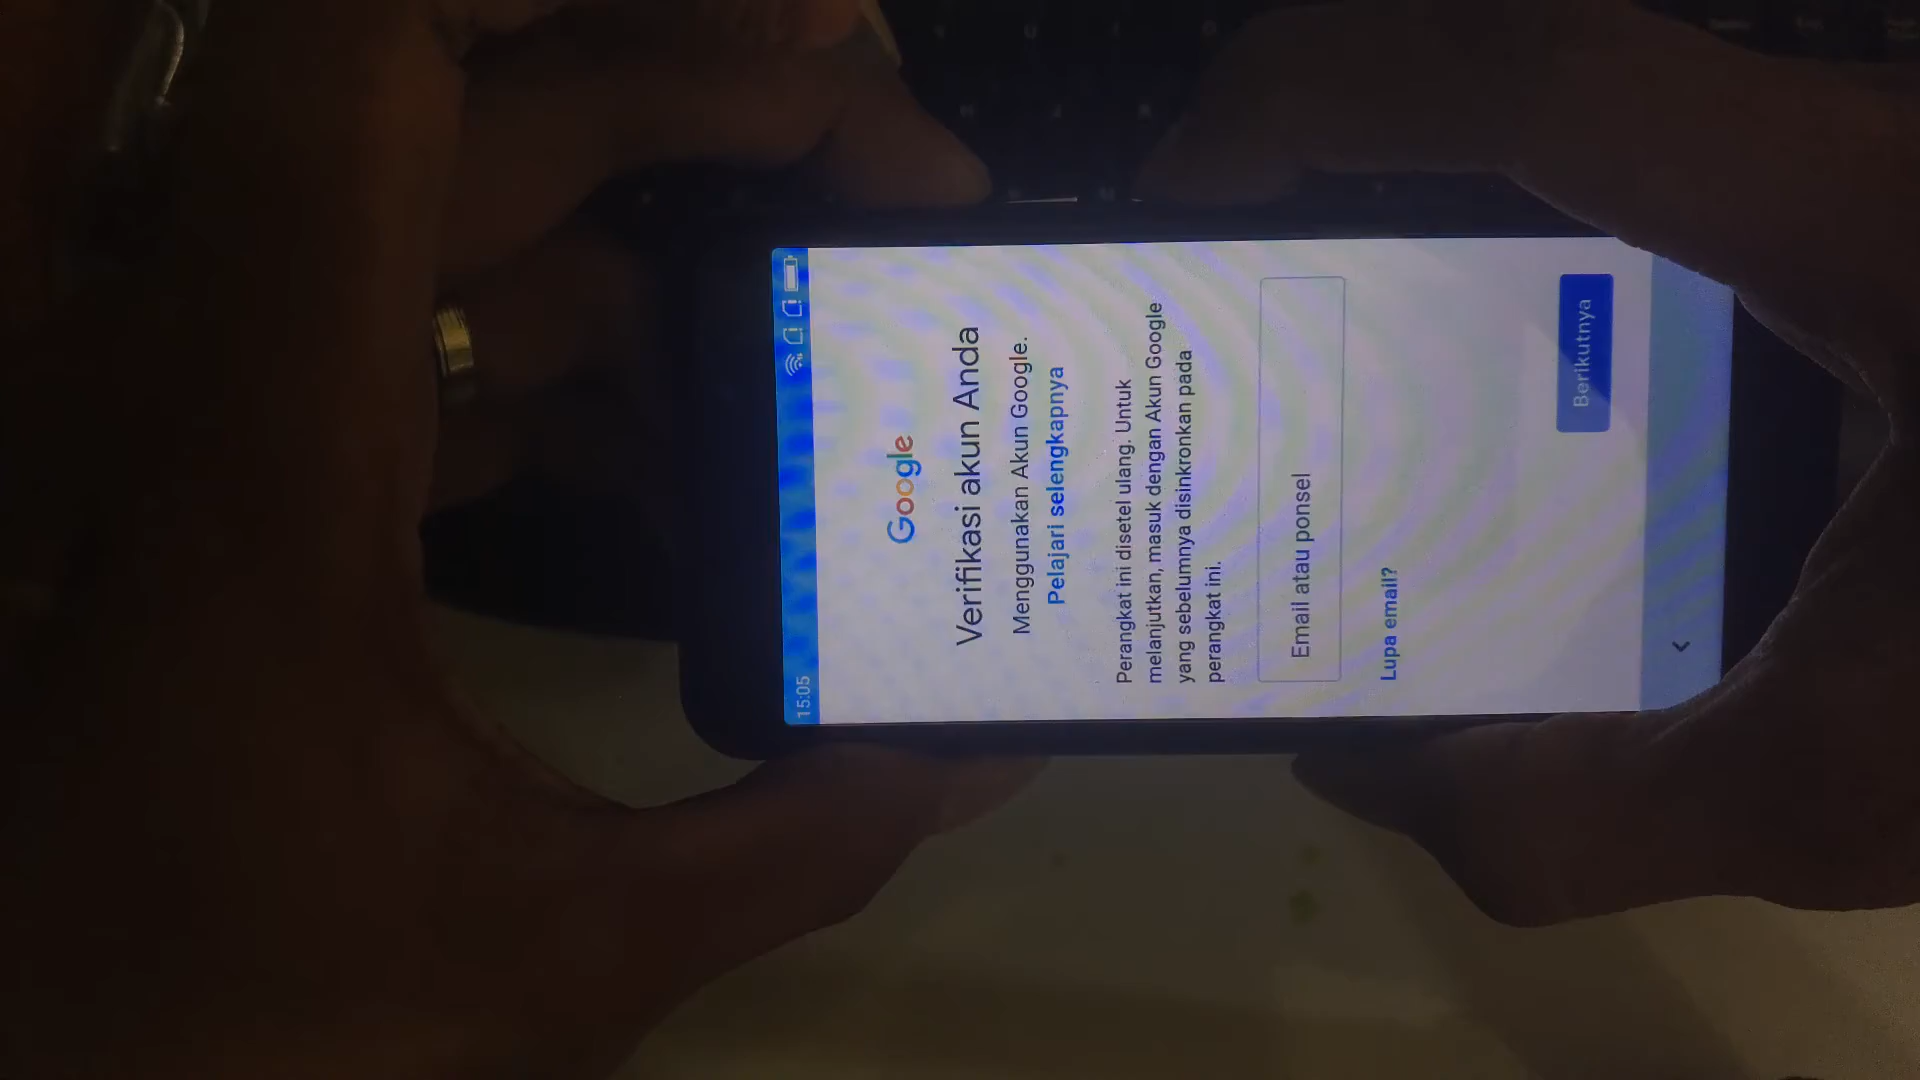 15:05
Google
Verifikasi akun Anda
Menggunakan Akun Google.
Pelajari selengkapnya
Perangkat ini disetel ulang. Untuk
melanjutkan, masuk dengan Akun Google
yang sebelumnya disinkronkan pada
perangkat ini.
Email atau ponsel
Lupa email?
Berikutnya